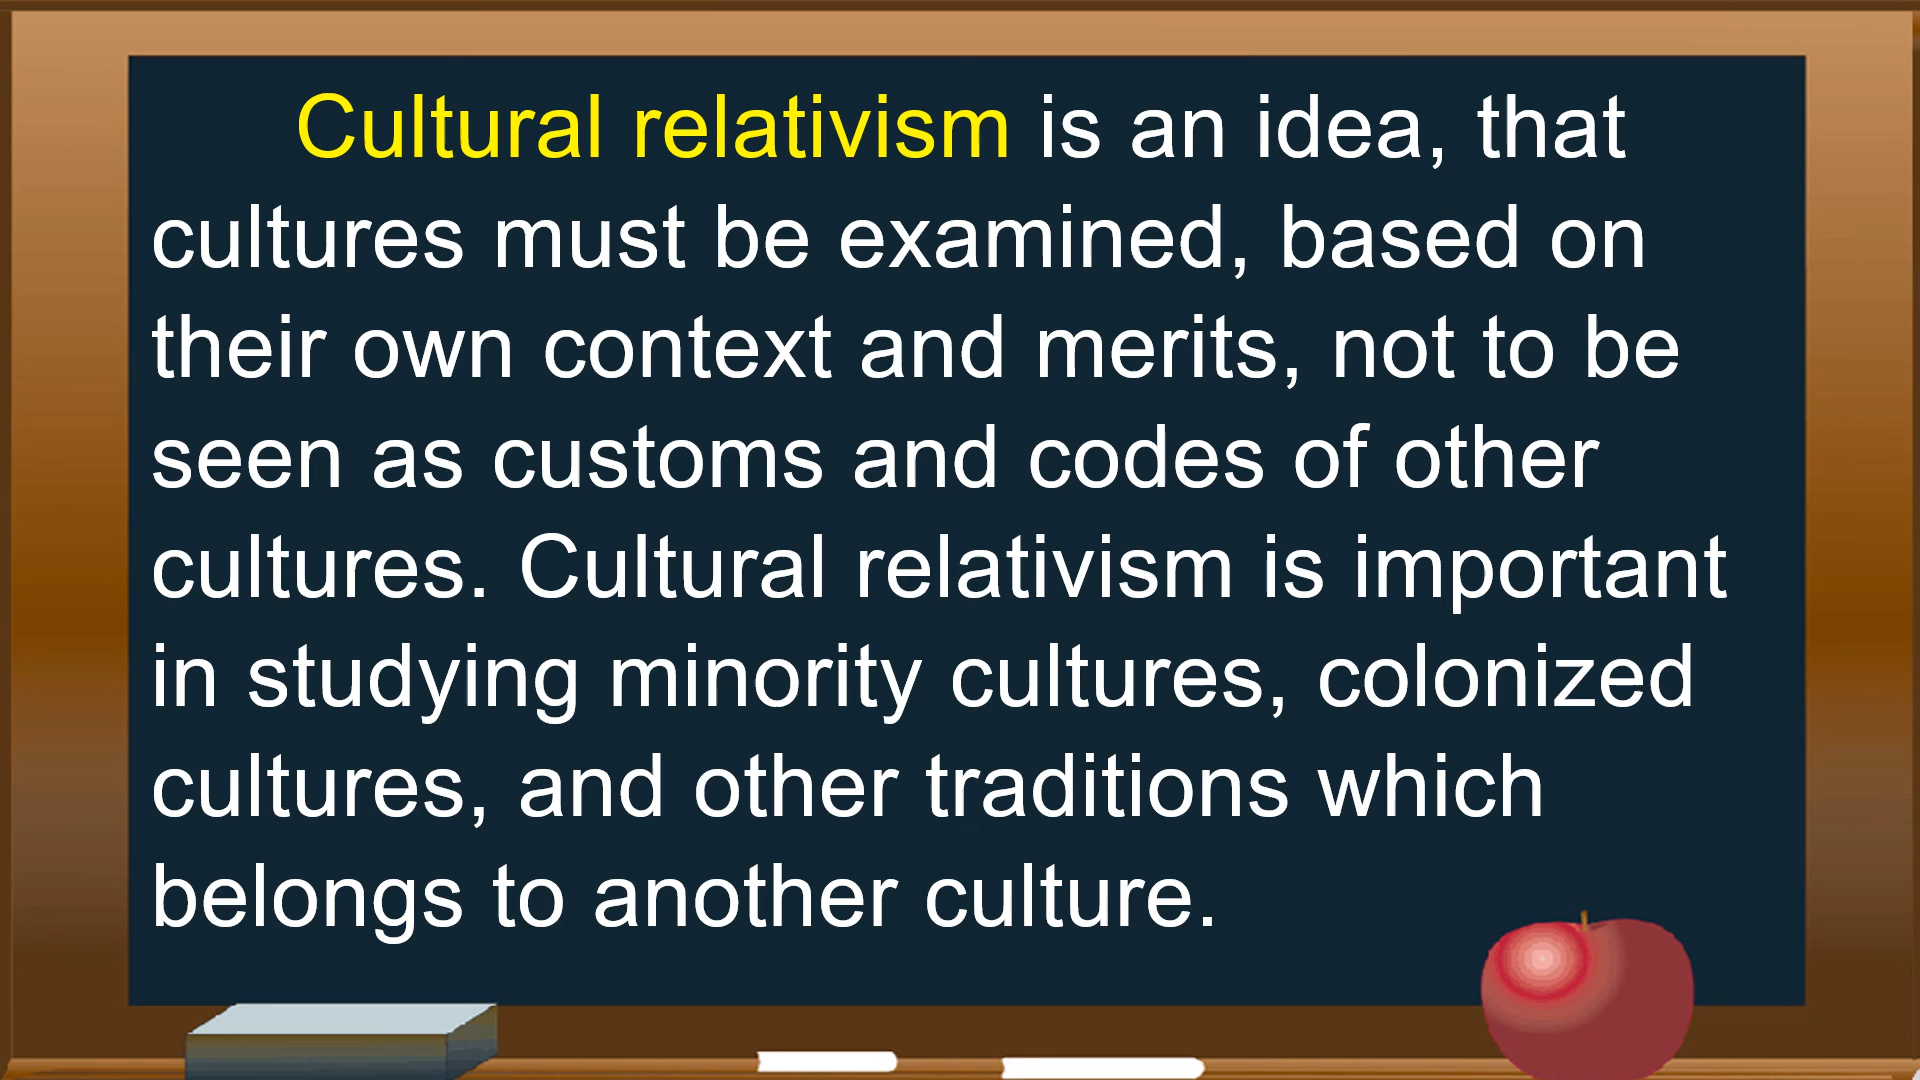 Cultural relativism is an idea, that
cultures must be examined, based on
their own context and merits, not to be
seen as customs and codes of other
cultures. Cultural relativism is important
in studying minority cultures, colonized
cultures, and other traditions which
belongs to another culture.